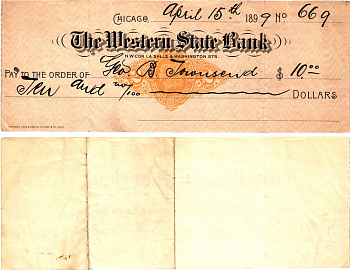 Chicago, April 15th 1899 No 669
The Western State Bank
N.W. COR. LA SALLE & WASHINGTON STS.
PAY TO THE ORDER OF Geo B. Townsend $ 10.00
Ten and no/100 DOLLARS